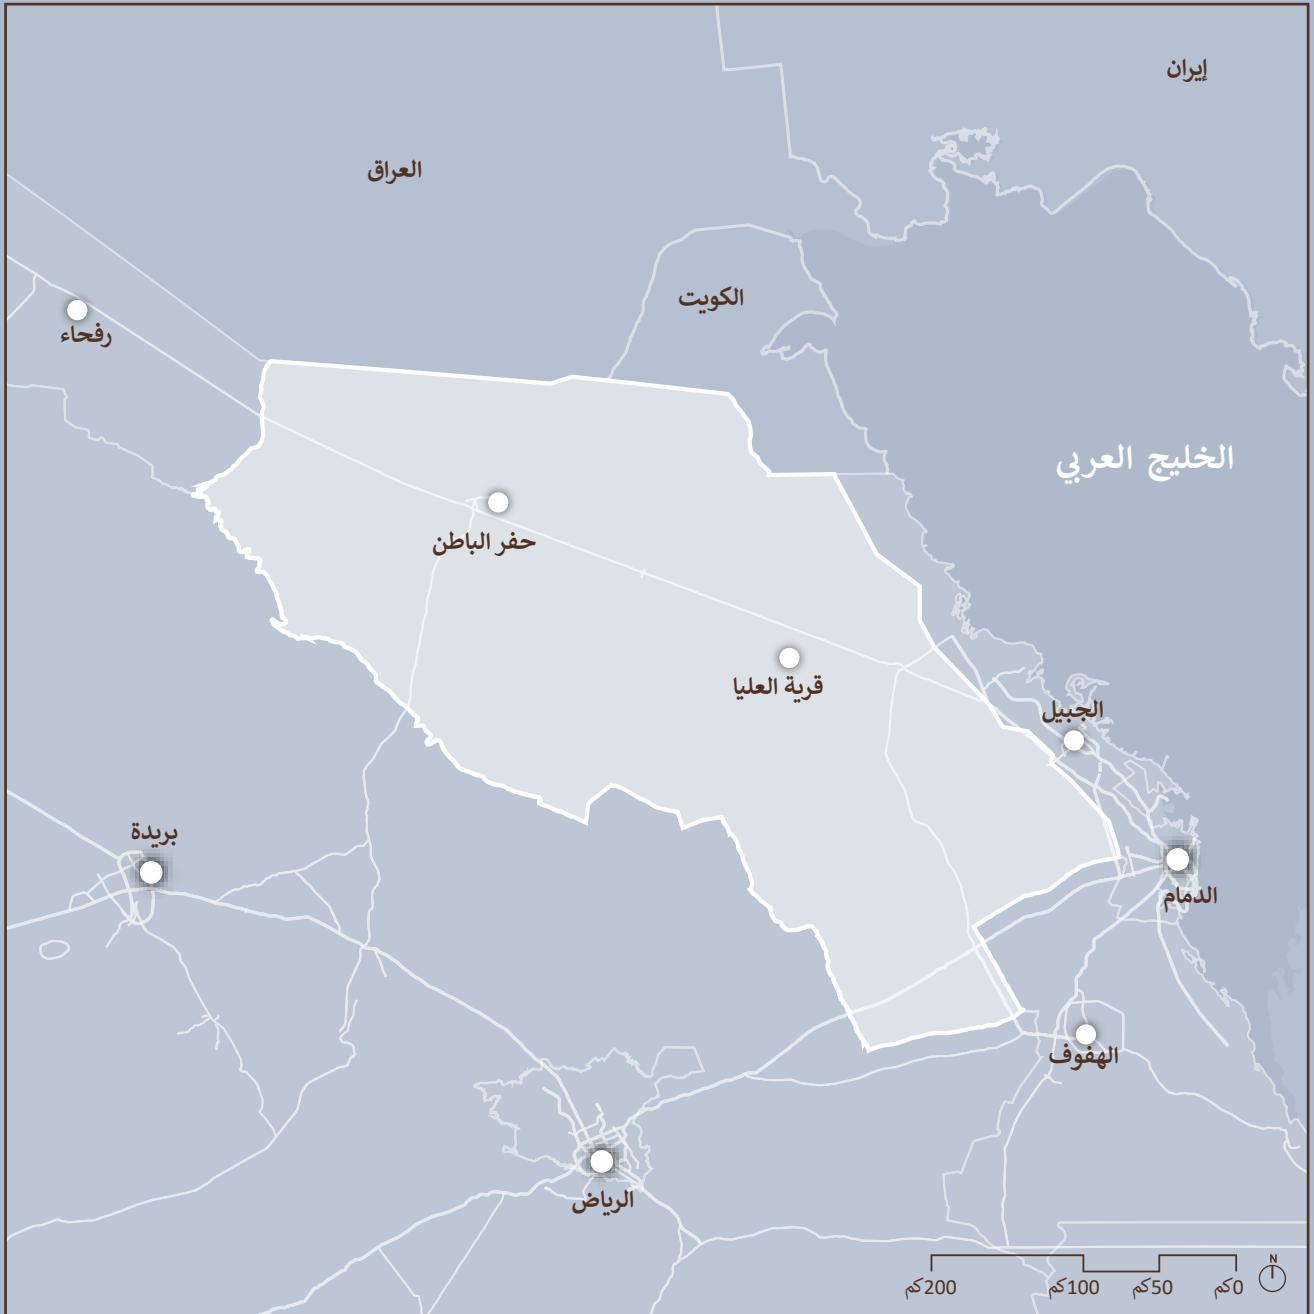 إيران
العراق
الكويت
رفحاء
الخليج العربي
حفر الباطن
قرية العليا
الجبيل
بريدة
الدمام
الهفوف
الرياض
N
0كم
50كم
100كم
200كم